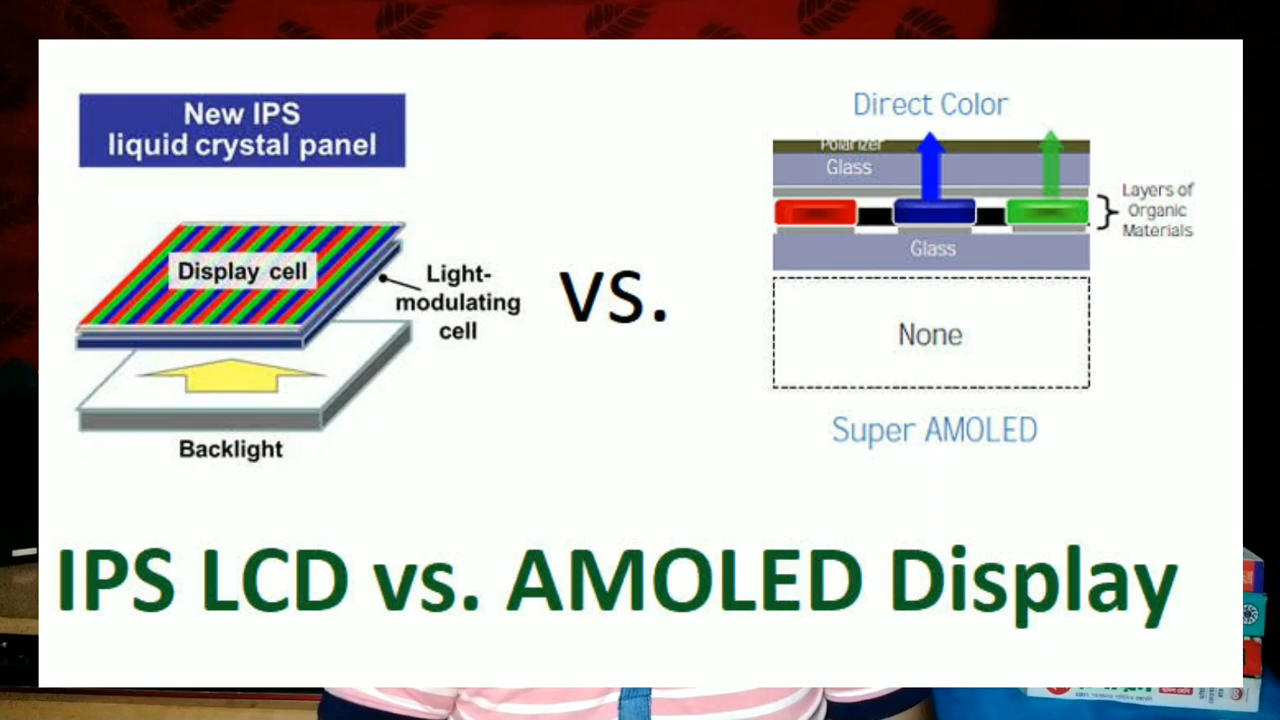 New IPS
liquid crystal panel
Display cell
Light-
modulating
cell
Backlight
vs.
Direct Color
Polarizer
Glass
Layers of
Organic
Materials
Glass
None
Super AMOLED
IPS LCD vs. AMOLED Display